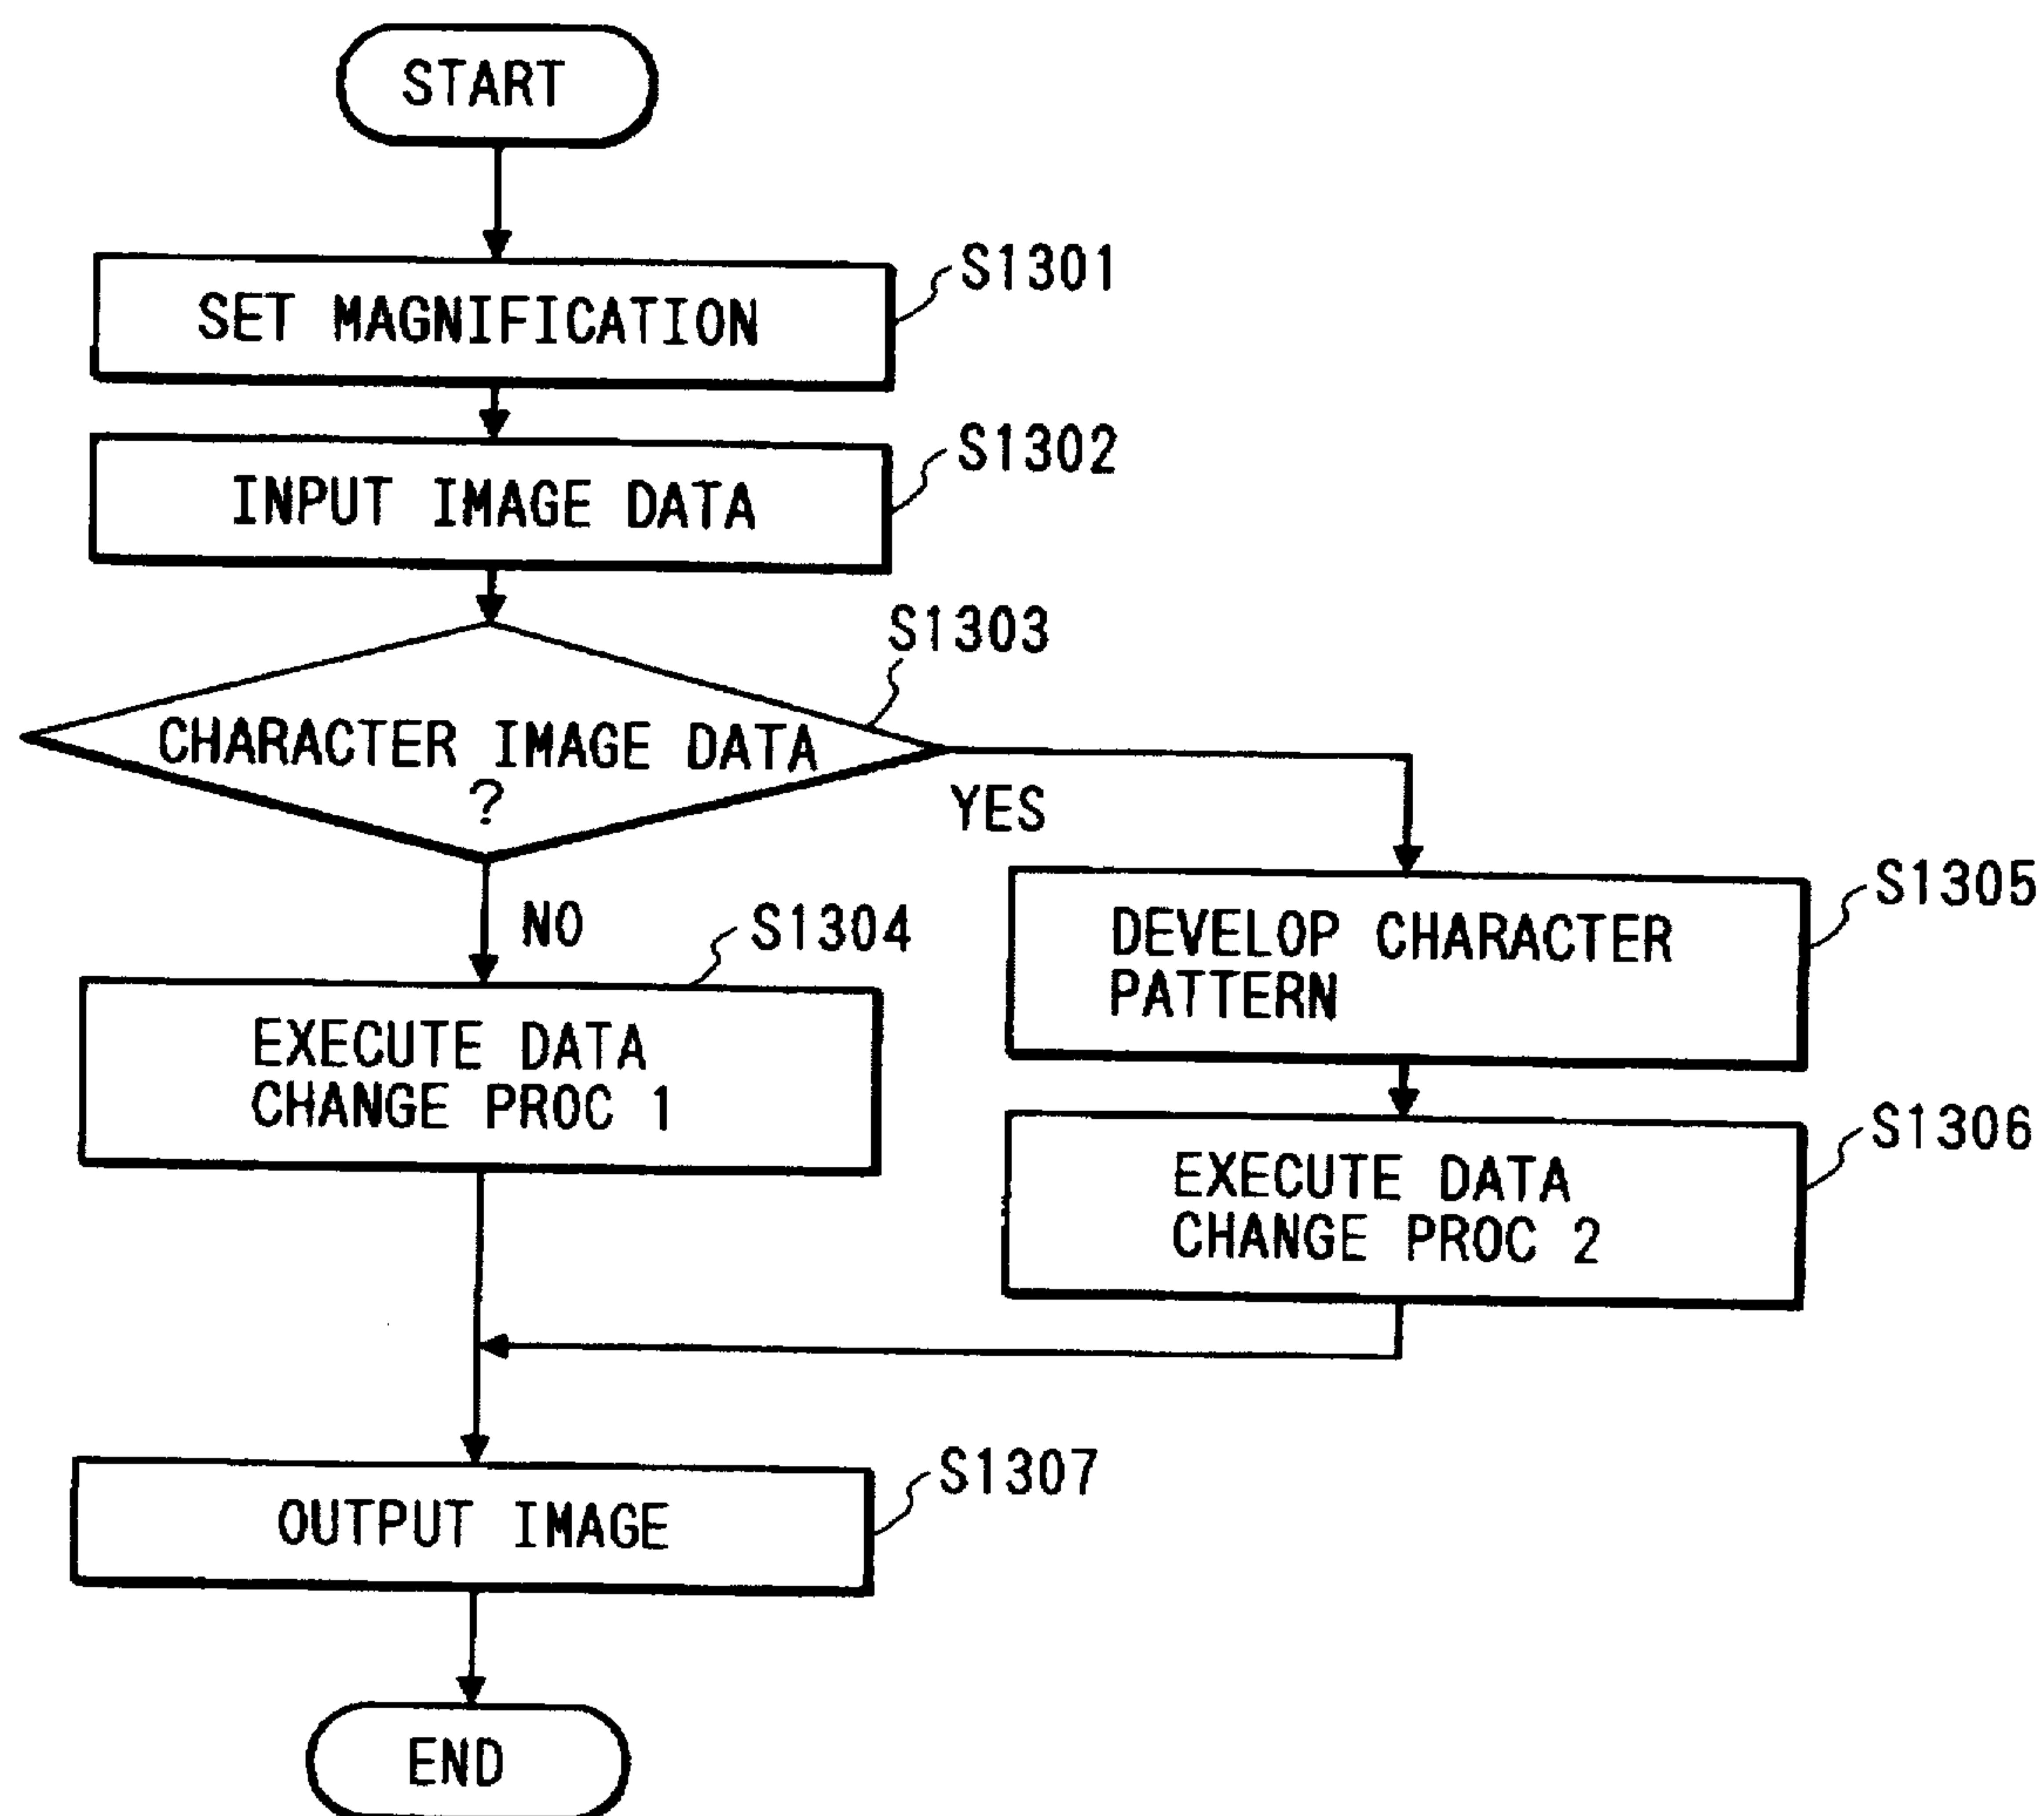 START
SET MAGNIFICATION
S1301
INPUT IMAGE DATA
S1302
CHARACTER IMAGE DATA
?
S1303
YES
NO
EXECUTE DATA
CHANGE PROC 1
S1304
DEVELOP CHARACTER
PATTERN
S1305
EXECUTE DATA
CHANGE PROC 2
S1306
OUTPUT IMAGE
S1307
END